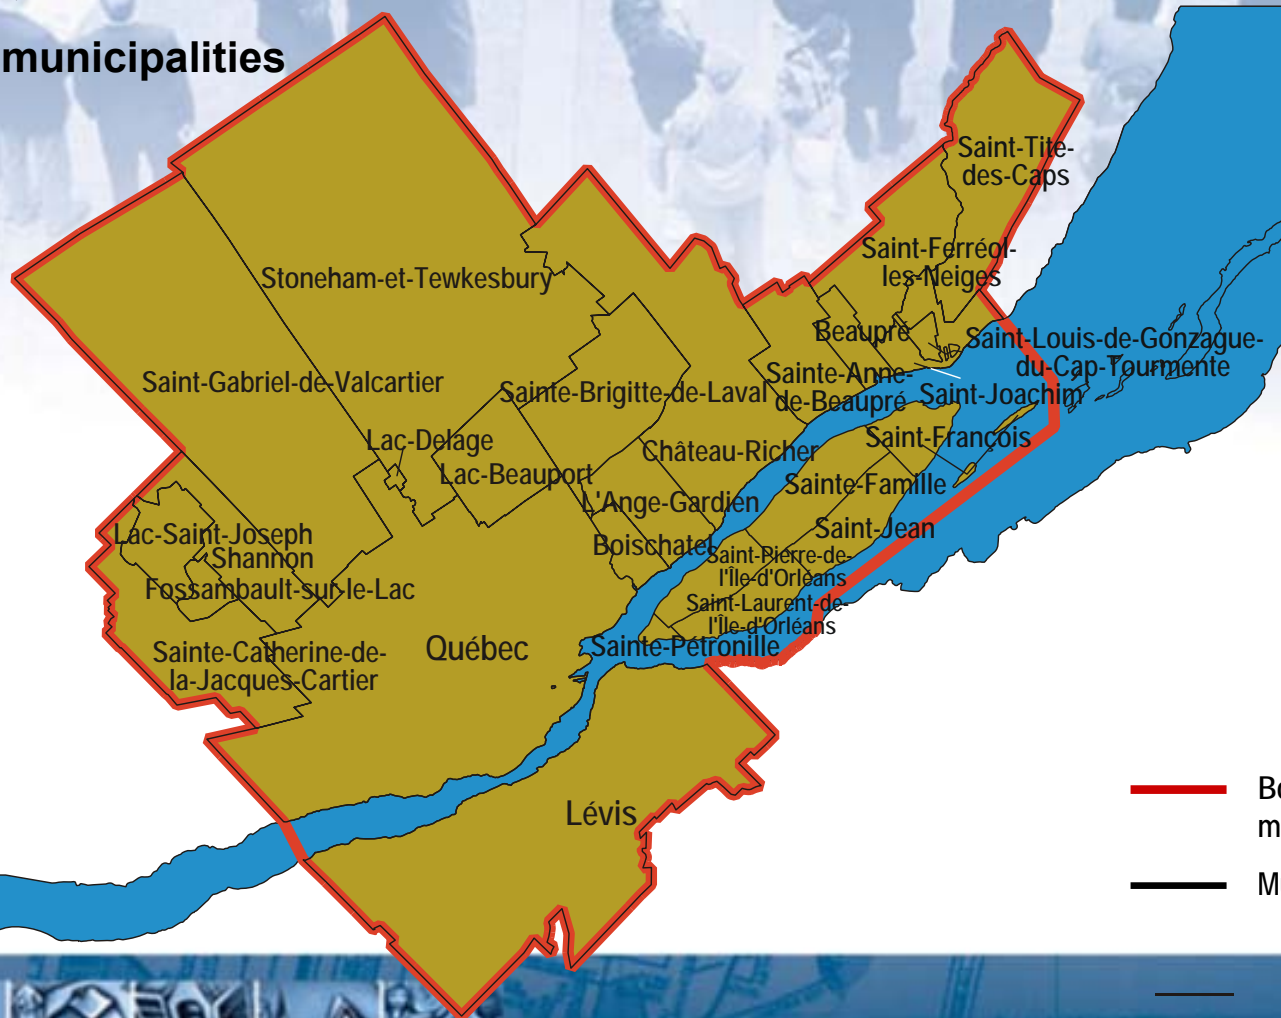 municipalities
Saint-Tite-
des-Caps
Saint-Ferréol-
les-Neiges
Stoneham-et-Tewkesbury
Beaupré
Saint-Louis-de-Gonzague-
du-Cap-Tourmente
Saint-Gabriel-de-Valcartier
Sainte-Brigitte-de-Laval
Sainte-Anne-
de-Beaupré
Saint-Joachim
Lac-Delage
Saint-François
Château-Richer
Lac-Beauport
Sainte-Famille
L'Ange-Gardien
Saint-Jean
Lac-Saint-Joseph
Boischatel
Shannon
Saint-Pierre-de-
l'Île-d'Orléans
Fossambault-sur-le-Lac
Saint-Laurent-de-
l'Île-d'Orléans
Québec
Sainte-Pétronille
Sainte-Catherine-de-
la-Jacques-Cartier
Lévis